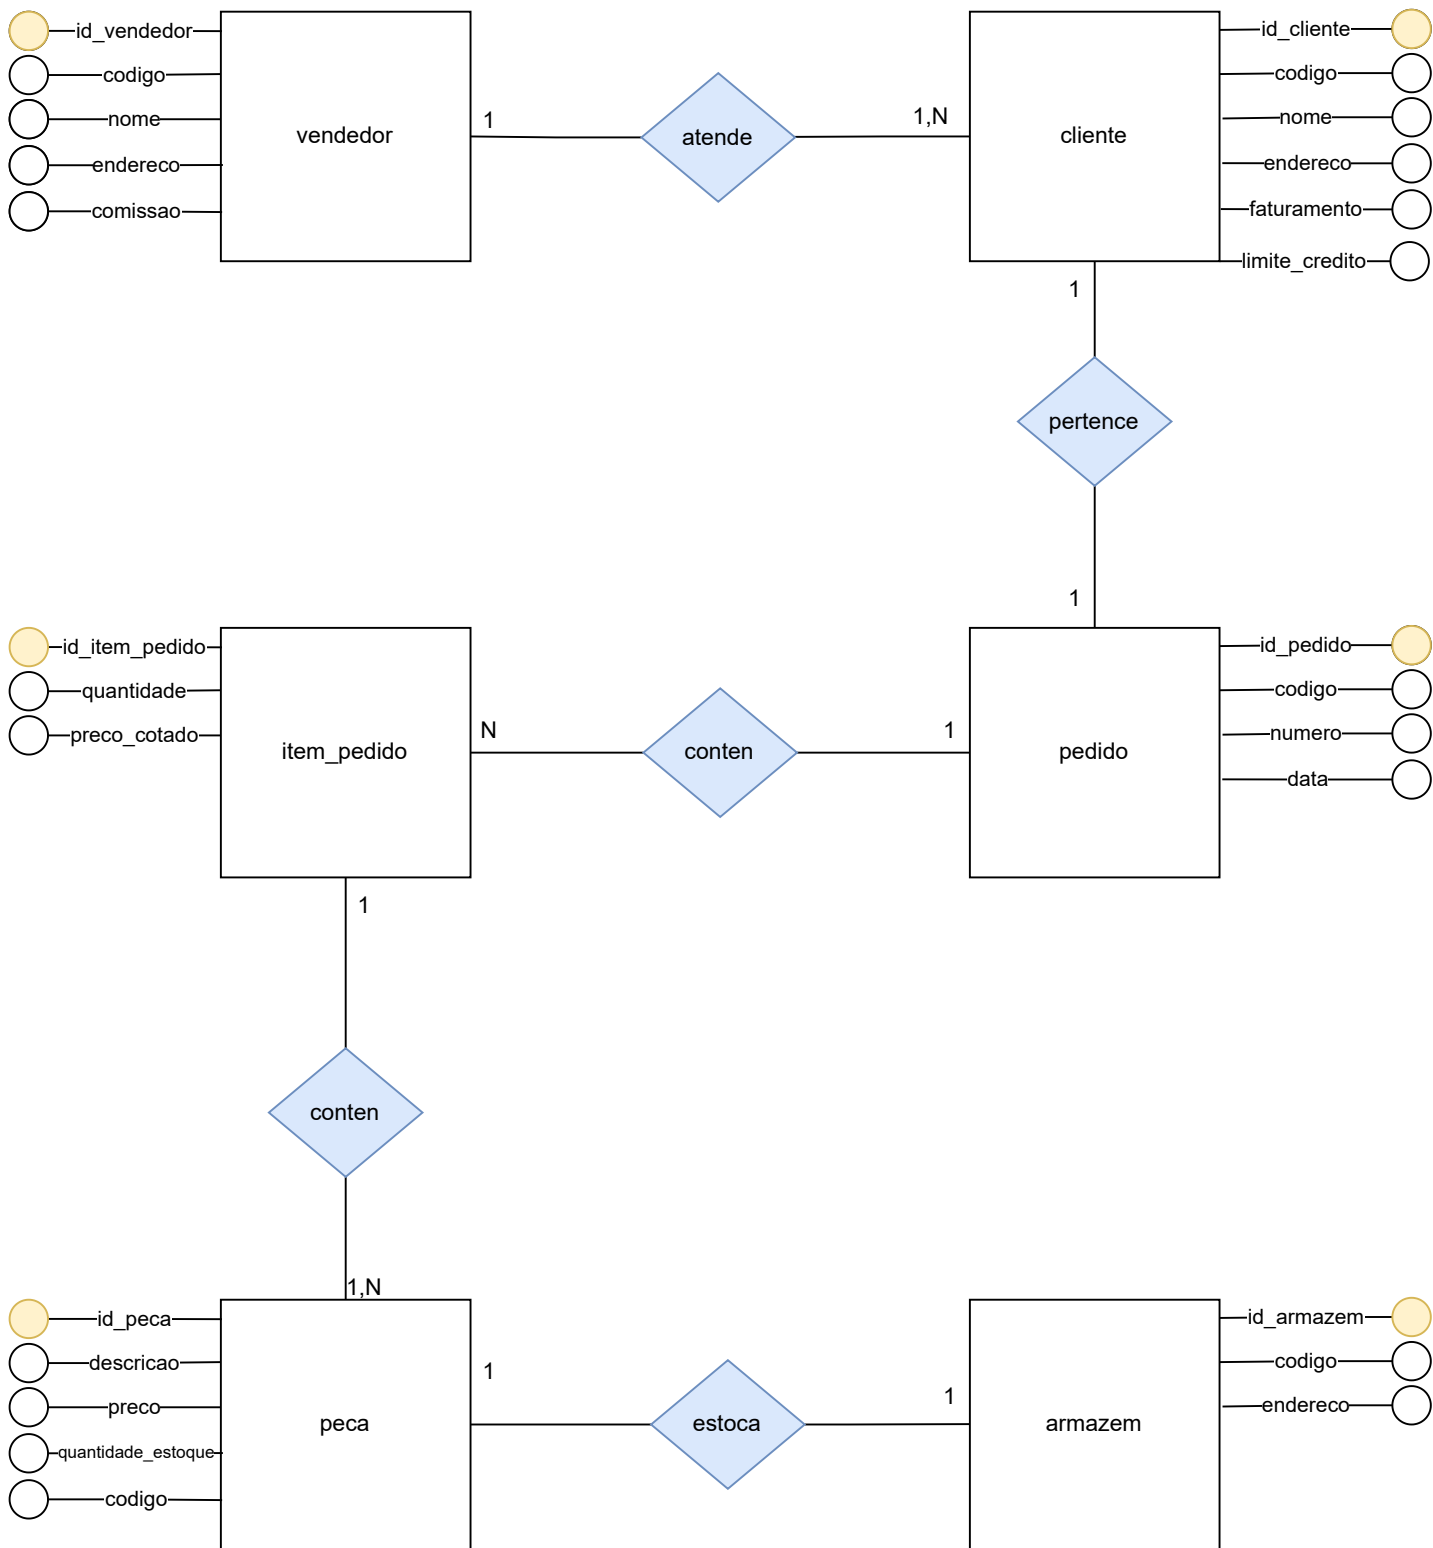 id_vendedor
codigo
nome
endereco
comissao
vendedor
1
atende
1,N
cliente
id_cliente
codigo
nome
endereco
faturamento
limite_credito
1
pertence
1
id_item_pedido
quantidade
preco_cotado
item_pedido
N
conten
1
pedido
id_pedido
codigo
numero
data
1
conten
1,N
id_peca
descricao
preco
quantidade_estoque
codigo
peca
1
estoca
1
armazem
id_armazem
codigo
endereco